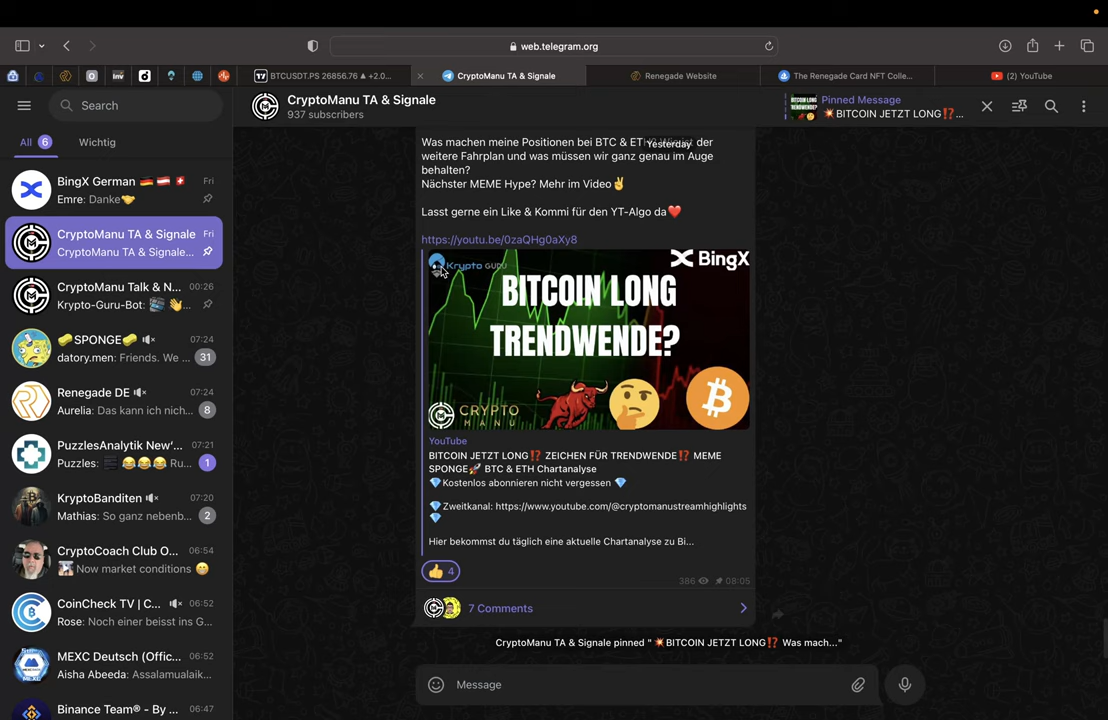 web.telegram.org
BTCUSDT.PS 26856.76 ▲ +2.0...
CryptoManu TA & Signale
Renegade Website
The Renegade Card NFT Colle...
(2) YouTube
Search
CryptoManu TA & Signale
937 subscribers
Pinned Message
💥BITCOIN JETZT LONG⁉️...
All 6
Wichtig
BingX German 🇩🇪 🇦🇹 🇨🇭 Fri
Emre: Danke🤝
CryptoManu TA & Signale Fri
CryptoManu TA & Signale...
CryptoManu Talk & N... 00:26
Krypto-Guru-Bot:
🧽SPONGE🧽 07:24
datory.men: Friends. We ... 31
Renegade DE 07:24
Aurelia: Das kann ich nich... 8
PuzzlesAnalytik New'... 07:21
Puzzles: 😂😂😂 Ru... 1
KryptoBanditen 07:20
Mathias: So ganz nebenb... 2
CryptoCoach Club O... 06:54
Now market conditions 😁
CoinCheck TV | C... 06:52
Rose: Noch einer beisst ins G...
MEXC Deutsch (Offic... 06:52
Aisha Abeeda: Assalamualaik...
Binance Team® - By ... 06:47
Yesterday
Was machen meine Positionen bei BTC & ETH der
weitere Fahrplan und was müssen wir ganz genau im Auge
behalten?
Nächster MEME Hype? Mehr im Video✌️
Lasst gerne ein Like & Kommi für den YT-Algo da❤️
https://youtu.be/0zaQHg0aXy8
Krypto GURU
BingX
BITCOIN LONG
TRENDWENDE?
CRYPTO
MANU
YouTube
BITCOIN JETZT LONG⁉️ ZEICHEN FÜR TRENDWENDE⁉️ MEME
SPONGE🚀 BTC & ETH Chartanalyse
💎Kostenlos abonnieren nicht vergessen 💎
💎Zweitkanal: https://www.youtube.com/@cryptomanustreamhighlights
💎
Hier bekommst du täglich eine aktuelle Chartanalyse zu Bi...
👍 4
386 08:05
7 Comments
CryptoManu TA & Signale pinned " 💥BITCOIN JETZT LONG⁉️ Was mach..."
Message